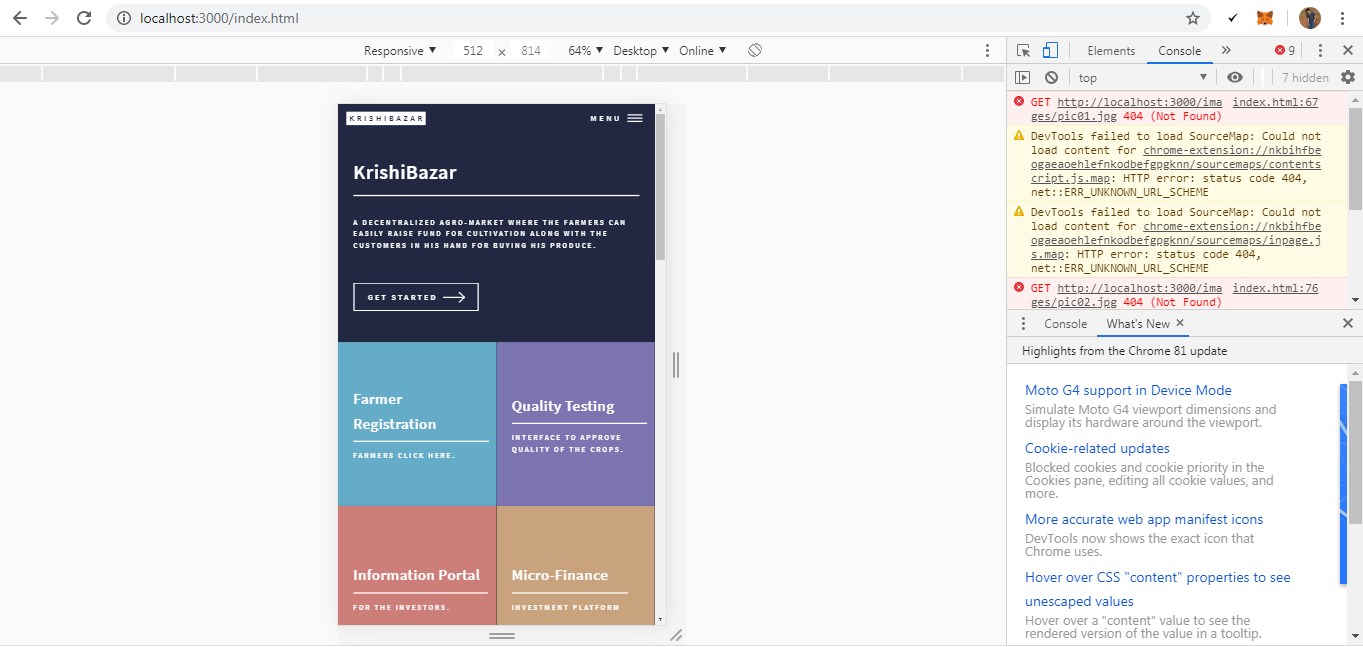 localhost:3000/index.html
Responsive
512 × 814
64%
Desktop
Online
KRISHIBAZAR
MENU
KrishiBazar
A DECENTRALIZED AGRO-MARKET WHERE THE FARMERS CAN
EASILY RAISE FUND FOR CULTIVATION ALONG WITH THE
CUSTOMERS IN HIS HAND FOR BUYING HIS PRODUCE.
GET STARTED
Farmer
Registration
FARMERS CLICK HERE.
Quality Testing
INTERFACE TO APPROVE
QUALITY OF THE CROPS.
Information Portal
FOR THE INVESTORS.
Micro-Finance
INVESTMENT PLATFORM
Elements
Console
»
9
top
7 hidden
GET http://localhost:3000/ima index.html:67
ges/pic01.jpg 404 (Not Found)
DevTools failed to load SourceMap: Could not
load content for chrome-extension://nkbihfbe
ogaeaoehlefnkodbefgpgknn/sourcemaps/contents
cript.js.map: HTTP error: status code 404,
net::ERR_UNKNOWN_URL_SCHEME
DevTools failed to load SourceMap: Could not
load content for chrome-extension://nkbihfbe
ogaeaoehlefnkodbefgpgknn/sourcemaps/inpage.j
s.map: HTTP error: status code 404,
net::ERR_UNKNOWN_URL_SCHEME
GET http://localhost:3000/ima index.html:76
ges/pic02.jpg 404 (Not Found)
Console
What's New
Highlights from the Chrome 81 update
Moto G4 support in Device Mode
Simulate Moto G4 viewport dimensions and
display its hardware around the viewport.
Cookie-related updates
Blocked cookies and cookie priority in the
Cookies pane, editing all cookie values, and
more.
More accurate web app manifest icons
DevTools now shows the exact icon that
Chrome uses.
Hover over CSS "content" properties to see
unescaped values
Hover over a "content" value to see the
rendered version of the value in a tooltip.